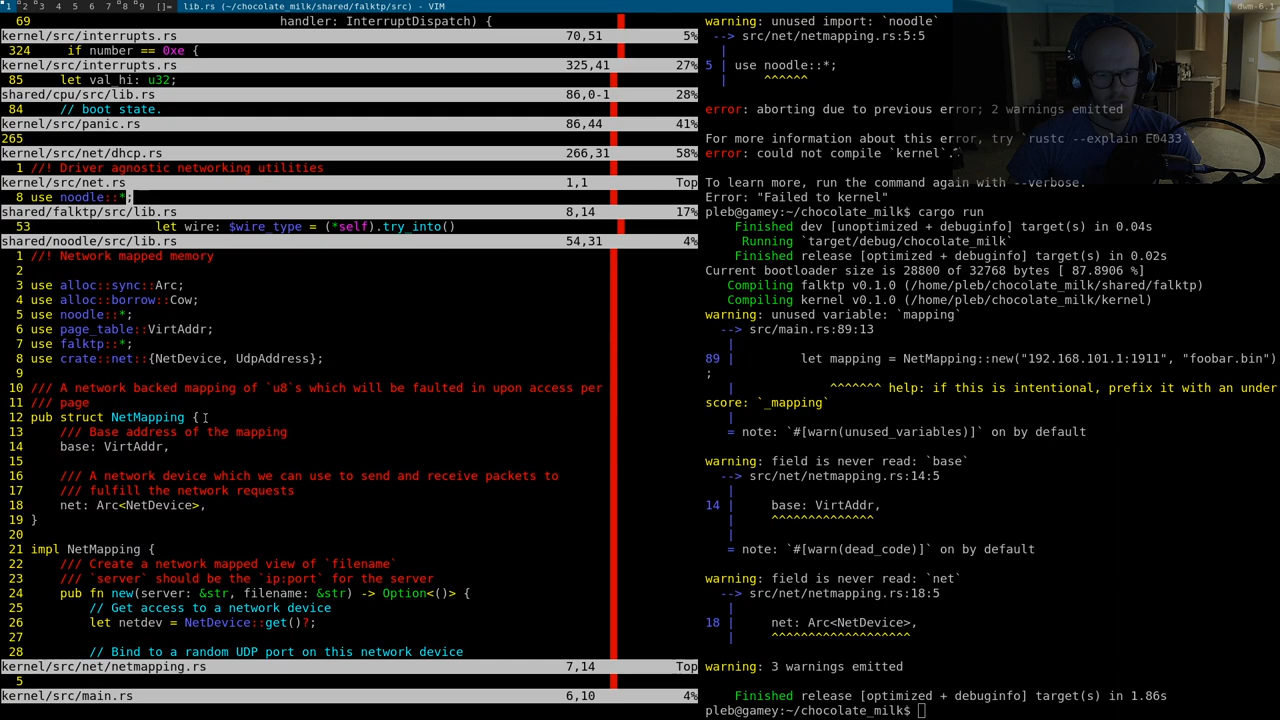 1 2 3 4 5 6 7 8 9 []= lib.rs (~/chocolate_milk/shared/falktp/src) - VIM dwm-6.1
69 handler: InterruptDispatch) {
kernel/src/interrupts.rs 70,51 5%
324 if number == 0xe {
kernel/src/interrupts.rs 325,41 27%
85 let val_hi: u32;
shared/cpu/src/lib.rs 86,0-1 28%
84 // boot state.
kernel/src/panic.rs 86,44 41%
265
kernel/src/net/dhcp.rs 266,31 58%
1 //! Driver agnostic networking utilities
kernel/src/net.rs 1,1 Top
8 use noodle::*;
shared/falktp/src/lib.rs 8,14 17%
53 let wire: $wire_type = (*self).try_into()
shared/noodle/src/lib.rs 54,31 4%
1 //! Network mapped memory
2
3 use alloc::sync::Arc;
4 use alloc::borrow::Cow;
5 use noodle::*;
6 use page_table::VirtAddr;
7 use falktp::*;
8 use crate::net::{NetDevice, UdpAddress};
9
10 /// A network backed mapping of `u8`s which will be faulted in upon access per
11 /// page
12 pub struct NetMapping {
13 /// Base address of the mapping
14 base: VirtAddr,
15
16 /// A network device which we can use to send and receive packets to
17 /// fulfill the network requests
18 net: Arc<NetDevice>,
19 }
20
21 impl NetMapping {
22 /// Create a network mapped view of `filename`
23 /// `server` should be the `ip:port` for the server
24 pub fn new(server: &str, filename: &str) -> Option<()> {
25 // Get access to a network device
26 let netdev = NetDevice::get()?;
27
28 // Bind to a random UDP port on this network device
kernel/src/net/netmapping.rs 7,14 Top
5
kernel/src/main.rs 6,10 4%
warning: unused import: `noodle`
--> src/net/netmapping.rs:5:5
|
5 | use noodle::*;
| ^^^^^^
error: aborting due to previous error; 2 warnings emitted
For more information about this error, try `rustc --explain E0433`.
error: could not compile `kernel`.
To learn more, run the command again with --verbose.
Error: "Failed to kernel"
pleb@gamey:~/chocolate_milk$ cargo run
Finished dev [unoptimized + debuginfo] target(s) in 0.04s
Running `target/debug/chocolate_milk`
Finished release [optimized + debuginfo] target(s) in 0.02s
Current bootloader size is 28800 of 32768 bytes [ 87.8906 %]
Compiling falktp v0.1.0 (/home/pleb/chocolate_milk/shared/falktp)
Compiling kernel v0.1.0 (/home/pleb/chocolate_milk/kernel)
warning: unused variable: `mapping`
--> src/main.rs:89:13
|
89 | let mapping = NetMapping::new("192.168.101.1:1911", "foobar.bin")
;
| ^^^^^^^ help: if this is intentional, prefix it with an under
score: `_mapping`
|
= note: `#[warn(unused_variables)]` on by default
warning: field is never read: `base`
--> src/net/netmapping.rs:14:5
|
14 | base: VirtAddr,
| ^^^^^^^^^^^^^^
|
= note: `#[warn(dead_code)]` on by default
warning: field is never read: `net`
--> src/net/netmapping.rs:18:5
|
18 | net: Arc<NetDevice>,
| ^^^^^^^^^^^^^^^^^^^
warning: 3 warnings emitted
Finished release [optimized + debuginfo] target(s) in 1.86s
pleb@gamey:~/chocolate_milk$